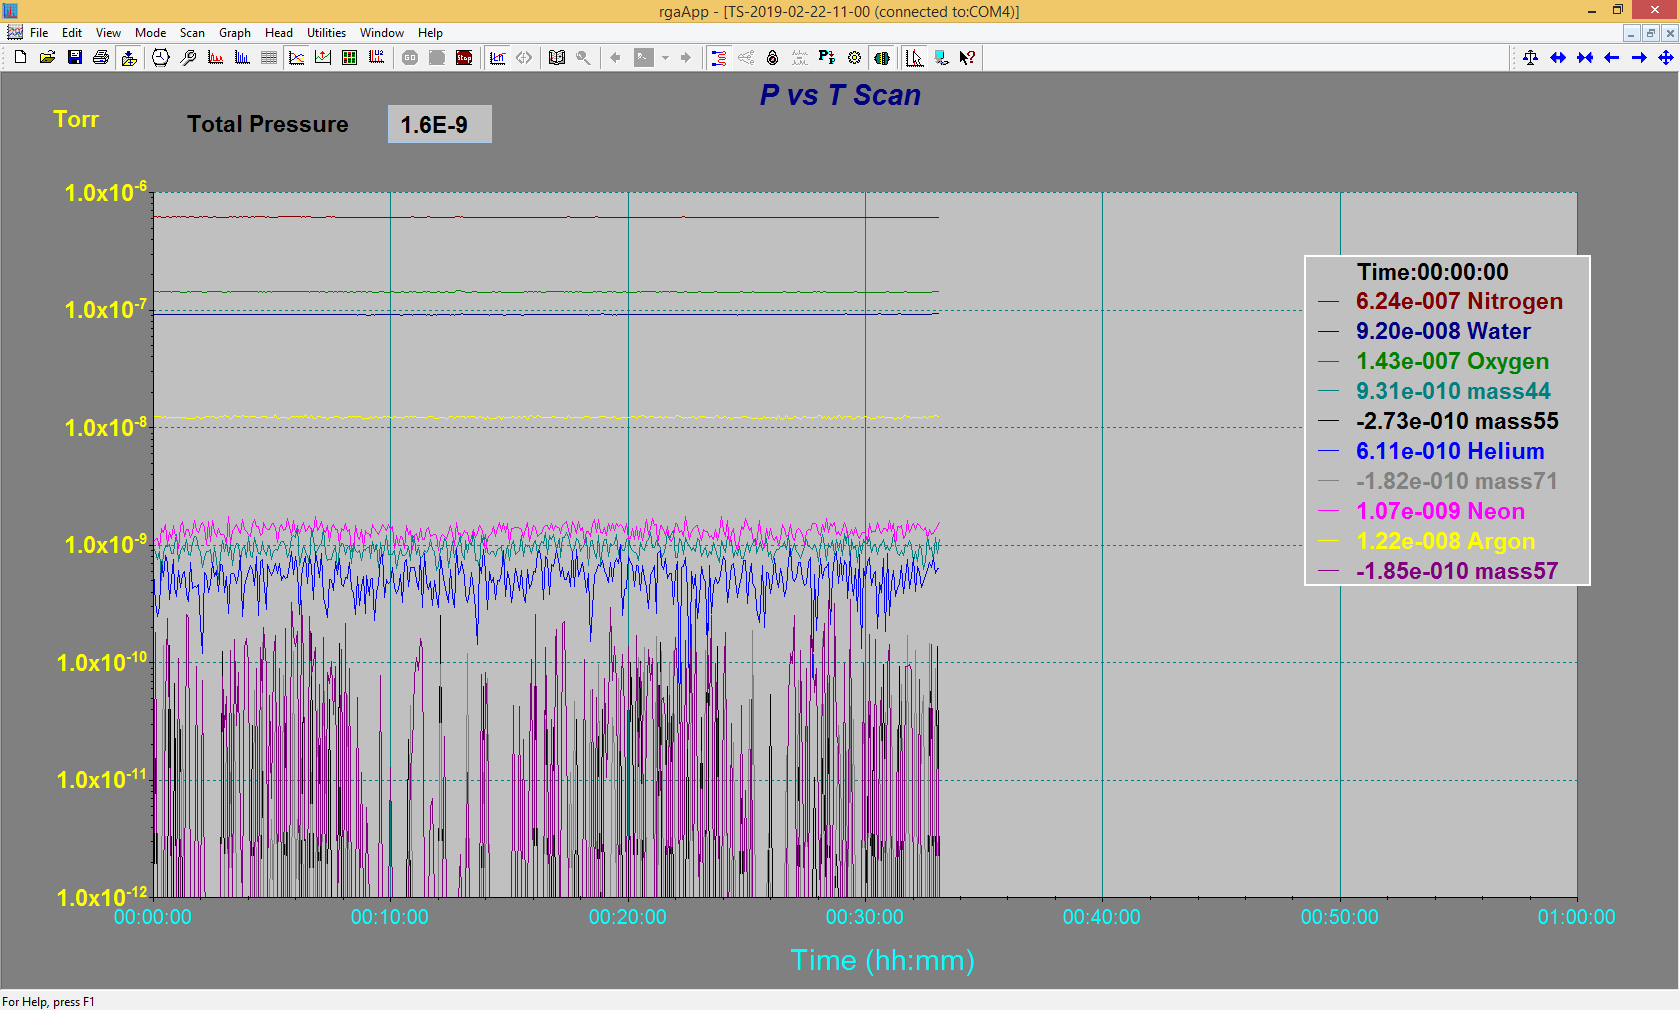 rgaApp - [TS-2019-02-22-11-00 (connected to:COM4)]
File Edit View Mode Scan Graph Head Utilities Window Help
GO Stop
P vs T Scan
Torr
Total Pressure 1.6E-9
1.0x10-6
1.0x10-7
1.0x10-8
1.0x10-9
1.0x10-10
1.0x10-11
1.0x10-12
Time:00:00:00
6.24e-007 Nitrogen
9.20e-008 Water
1.43e-007 Oxygen
9.31e-010 mass44
-2.73e-010 mass55
6.11e-010 Helium
-1.82e-010 mass71
1.07e-009 Neon
1.22e-008 Argon
-1.85e-010 mass57
00:00:00 00:10:00 00:20:00 00:30:00 00:40:00 00:50:00 01:00:00
Time (hh:mm)
For Help, press F1